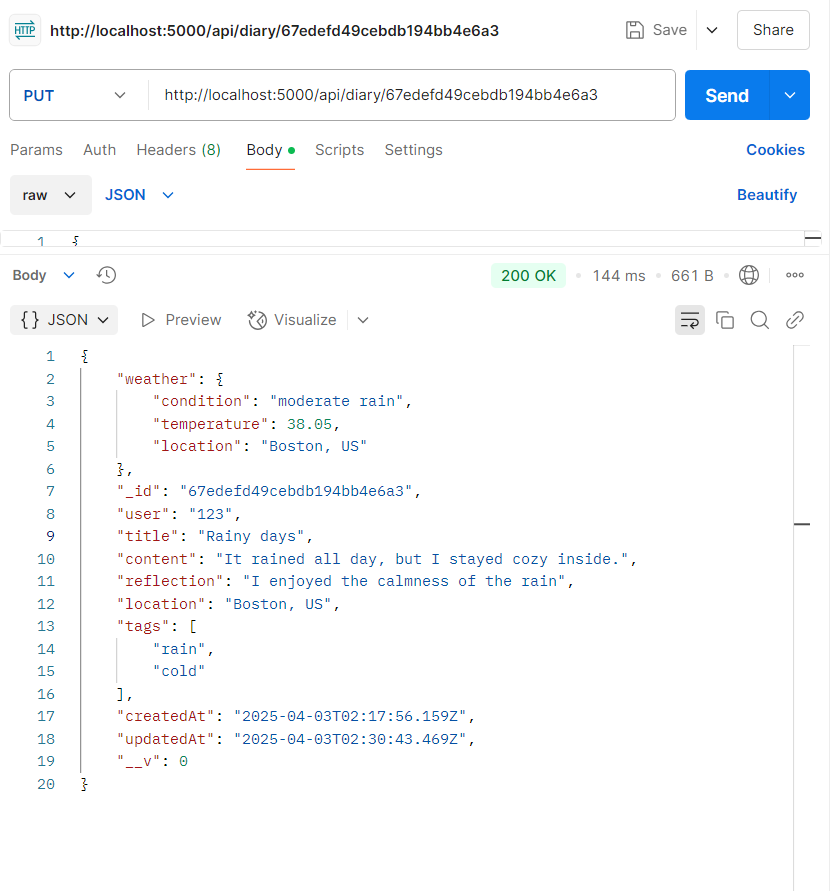 HTTP http://localhost:5000/api/diary/67edefd49cebdb194bb4e6a3 Save Share
PUT http://localhost:5000/api/diary/67edefd49cebdb194bb4e6a3 Send
Params Auth Headers (8) Body Scripts Settings Cookies
raw JSON Beautify
1 {
Body 200 OK 144 ms 661 B
{} JSON Preview Visualize
1 {
2 "weather": {
3 "condition": "moderate rain",
4 "temperature": 38.05,
5 "location": "Boston, US"
6 },
7 "_id": "67edefd49cebdb194bb4e6a3",
8 "user": "123",
9 "title": "Rainy days",
10 "content": "It rained all day, but I stayed cozy inside.",
11 "reflection": "I enjoyed the calmness of the rain",
12 "location": "Boston, US",
13 "tags": [
14 "rain",
15 "cold"
16 ],
17 "createdAt": "2025-04-03T02:17:56.159Z",
18 "updatedAt": "2025-04-03T02:30:43.469Z",
19 "__v": 0
20 }